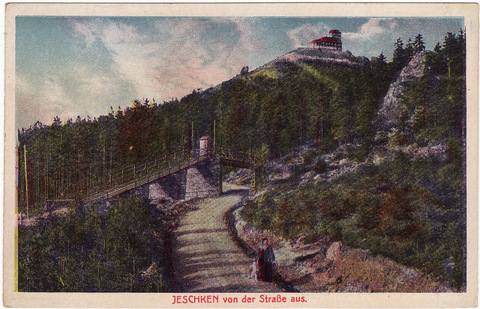 JESCHKEN von der Straße aus.